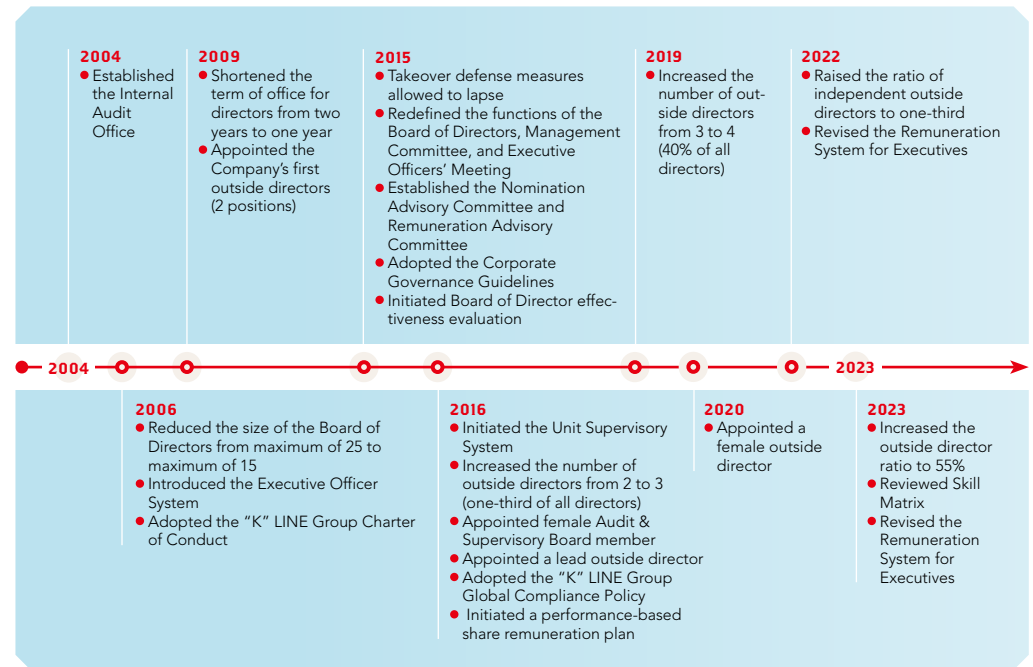 2004
● Established
the Internal
Audit
Office
2009
● Shortened the
term of office for
directors from two
years to one year
● Appointed the
Company’s first
outside directors
(2 positions)
2015
● Takeover defense measures
allowed to lapse
● Redefined the functions of the
Board of Directors, Management
Committee, and Executive
Officers’ Meeting
● Established the Nomination
Advisory Committee and
Remuneration Advisory
Committee
● Adopted the Corporate
Governance Guidelines
● Initiated Board of Director effec-
tiveness evaluation
2019
● Increased the
number of out-
side directors
from 3 to 4
(40% of all
directors)
2022
● Raised the ratio of
independent outside
directors to one-third
● Revised the Remuneration
System for Executives
2004
2023
2006
● Reduced the size of the Board of
Directors from maximum of 25 to
maximum of 15
● Introduced the Executive Officer
System
● Adopted the “K” LINE Group Charter
of Conduct
2016
● Initiated the Unit Supervisory
System
● Increased the number of
outside directors from 2 to 3
(one-third of all directors)
● Appointed female Audit &
Supervisory Board member
● Appointed a lead outside director
● Adopted the “K” LINE Group
Global Compliance Policy
● Initiated a performance-based
share remuneration plan
2020
● Appointed a
female outside
director
2023
● Increased the
outside director
ratio to 55%
● Reviewed Skill
Matrix
● Revised the
Remuneration
System for
Executives